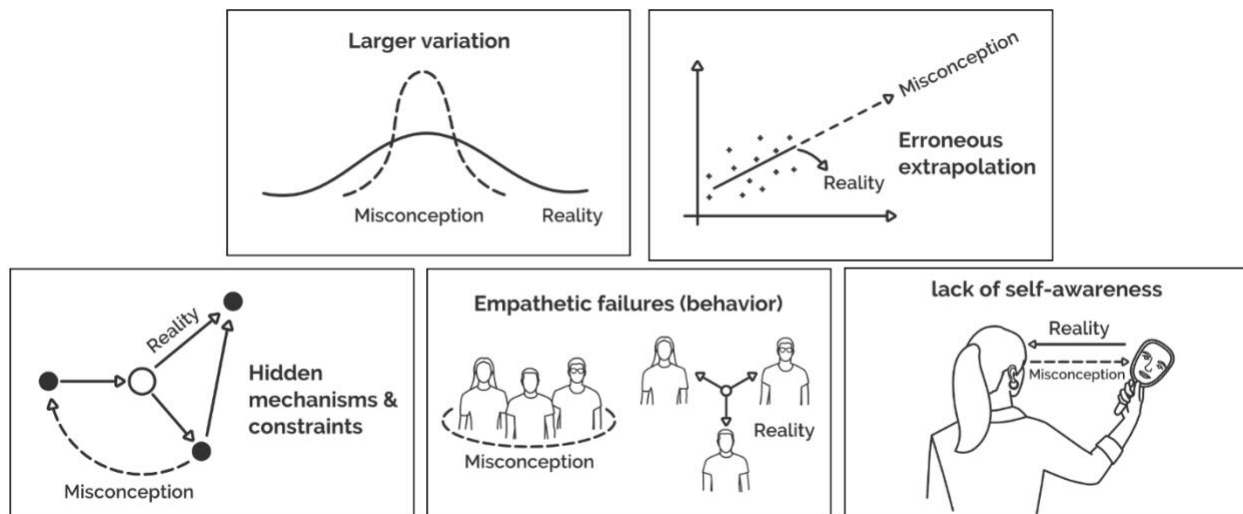 Larger variation
Misconception
Reality
Misconception
Erroneous
extrapolation
Reality
Reality
Hidden
mechanisms &
constraints
Misconception
Empathetic failures (behavior)
Reality
Misconception
lack of self-awareness
Reality
Misconception